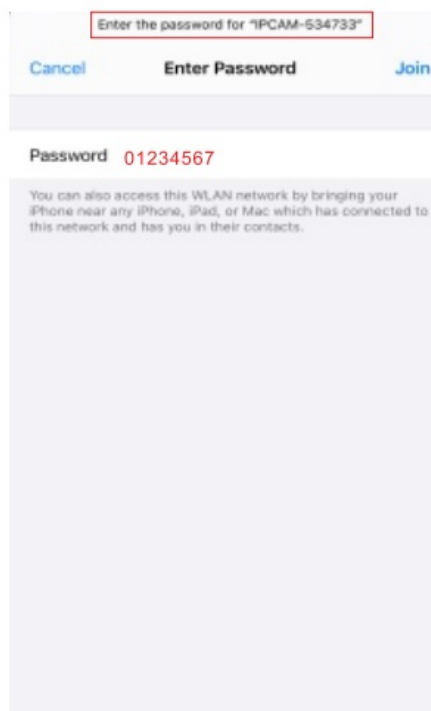 Enter the password for "IPCAM-534733"
Cancel Enter Password Join
Password 01234567
You can also access this WLAN network by bringing your
iPhone near any iPhone, iPad, or Mac which has connected to
this network and has you in their contacts.